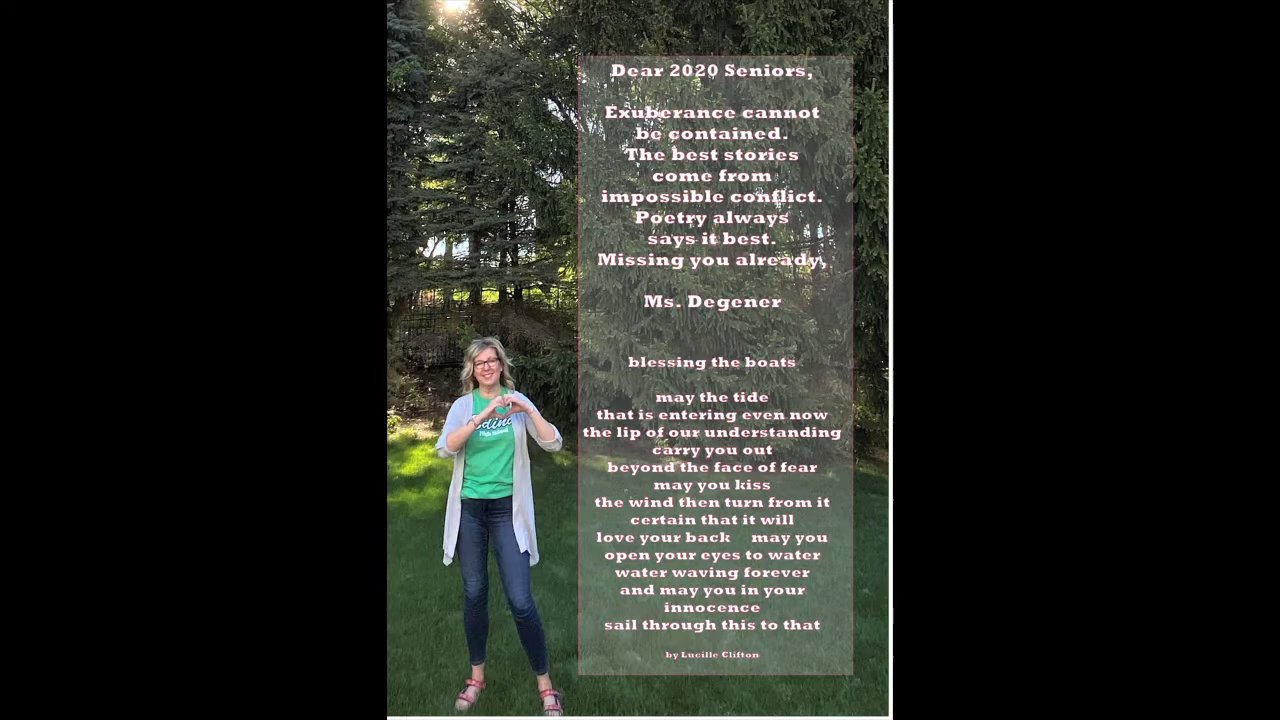 Dear 2020 Seniors,
Exuberance cannot
be contained.
The best stories
come from
impossible conflict.
Poetry always
says it best.
Missing you already,
Ms. Degener
blessing the boats
may the tide
that is entering even now
the lip of our understanding
carry you out
beyond the face of fear
may you kiss
the wind then turn from it
certain that it will
love your back may you
open your eyes to water
water waving forever
and may you in your
innocence
sail through this to that
by Lucille Clifton